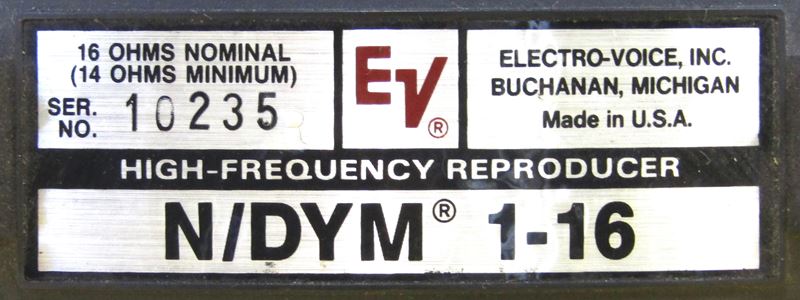 16 OHMS NOMINAL
(14 OHMS MINIMUM)
SER. NO. 10235
EV®
ELECTRO-VOICE, INC.
BUCHANAN, MICHIGAN
Made in U.S.A.
HIGH-FREQUENCY REPRODUCER
N/DYM® 1-16